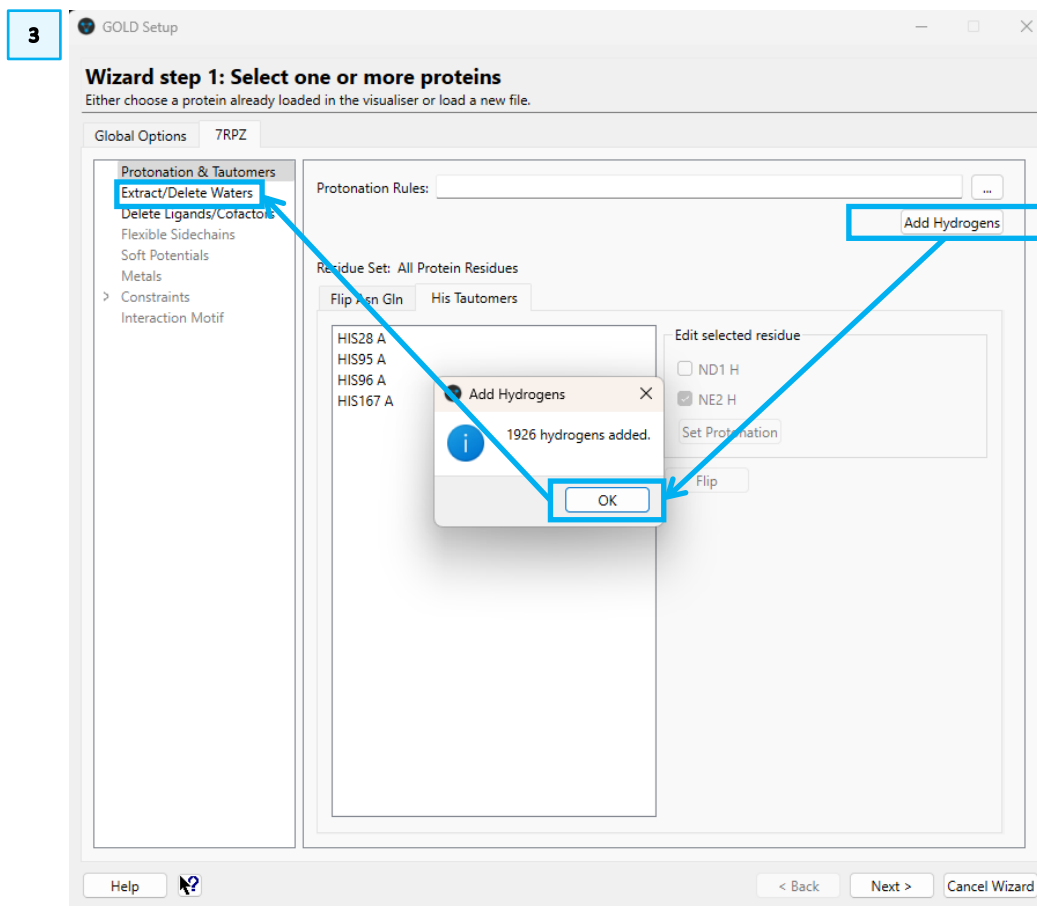 3
GOLD Setup
Wizard step 1: Select one or more proteins
Either choose a protein already loaded in the visualiser or load a new file.
Global Options 7RPZ
Protonation & Tautomers
Extract/Delete Waters
Delete Ligands/Cofactors
Flexible Sidechains
Soft Potentials
Metals
> Constraints
Interaction Motif
Protonation Rules: ...
Add Hydrogens
Residue Set: All Protein Residues
Flip Asn Gln His Tautomers
HIS28 A
HIS95 A
HIS96 A
HIS167 A
Edit selected residue
ND1 H
NE2 H
Set Protonation
Flip
Add Hydrogens
1926 hydrogens added.
OK
Help
< Back Next > Cancel Wizard